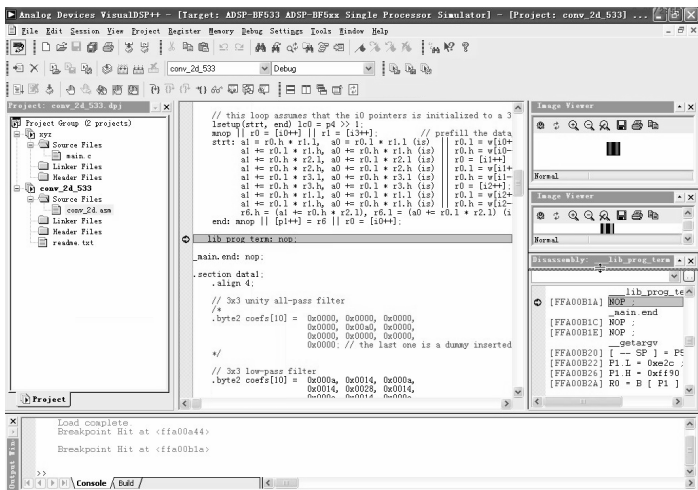 Analog Devices VisualDSP++ - [Target: ADSP-BF533 ADSP-BF5xx Single Processor Simulator] - [Project: conv_2d_533] ...
File Edit Session View Project Register Memory Debug Settings Tools Window Help
conv_2d_533 Debug
Project: conv_2d_533.dpj
Project Group (2 projects)
xyz
Source Files
main.c
Linker Files
Header Files
conv_2d_533
Source Files
conv_2d.asm
Linker Files
Header Files
readme.txt
Project
// this loop assumes that the i0 pointers is initialized to a 3
lsetup(strt, end) lc0 = p4 >> 1;
mnop || r0 = [i0++] || r1 = [i3++]; // prefill the data
strt: a1 = r0.h * r1.l, a0 = r0.l * r1.l (is) || r0.l = w[i0+
a1 += r0.l * r1.h, a0 += r0.h * r1.h (is) || r0.h = w[i0-
a1 += r0.h * r2.l, a0 += r0.l * r2.l (is) || r0 = [i1++]
a1 += r0.h * r2.h, a0 += r0.l * r2.h (is) || r0.l = w[i1+
a1 += r0.l * r3.l, a0 += r0.h * r3.l (is) || r0.h = w[i1-
a1 += r0.h * r3.h, a0 += r0.l * r3.h (is) || r0 = [i2++]
a1 += r0.h * r1.l, a0 += r0.l * r1.l (is) || r0.l = w[i2+
a1 += r0.l * r1.h, a0 += r0.h * r1.h (is) || r0.h = w[i2-
r6.h = (a1 += r0.h * r2.l), r6.l = (a0 += r0.l * r2.l) (i
end: mnop || [p1++] = r6 || r0 = [i0++];
lib_prog_term: nop;
_main.end: nop;
.section data1;
.align 4;
// 3x3 unity all-pass filter
/*
.byte2 coefs[10] = 0x0000, 0x0000, 0x0000,
0x0000, 0x00a0, 0x0000,
0x0000, 0x0000, 0x0000,
0x0000; // the last one is a dummy inserted
*/
// 3x3 low-pass filter
.byte2 coefs[10] = 0x000a, 0x0014, 0x000a,
0x0014, 0x0028, 0x0014,
0x000a, 0x0014, 0x000a,
Image Viewer
Normal
Image Viewer
Normal
Disassembly: __lib_prog_term
___lib_prog_te
[FFA00B1A] NOP ;
_main.end
[FFA00B1C] NOP ;
[FFA00B1E] NOP ;
__getargv
[FFA00B20] [ -- SP ] = P5
[FFA00B22] P1.L = 0xe2c ;
[FFA00B26] P1.H = 0xff90
[FFA00B2A] R0 = B [ P1 ]
Load complete.
Breakpoint Hit at <ffa00a44>
Breakpoint Hit at <ffa00b1a>
>>
Console Build
Output Win